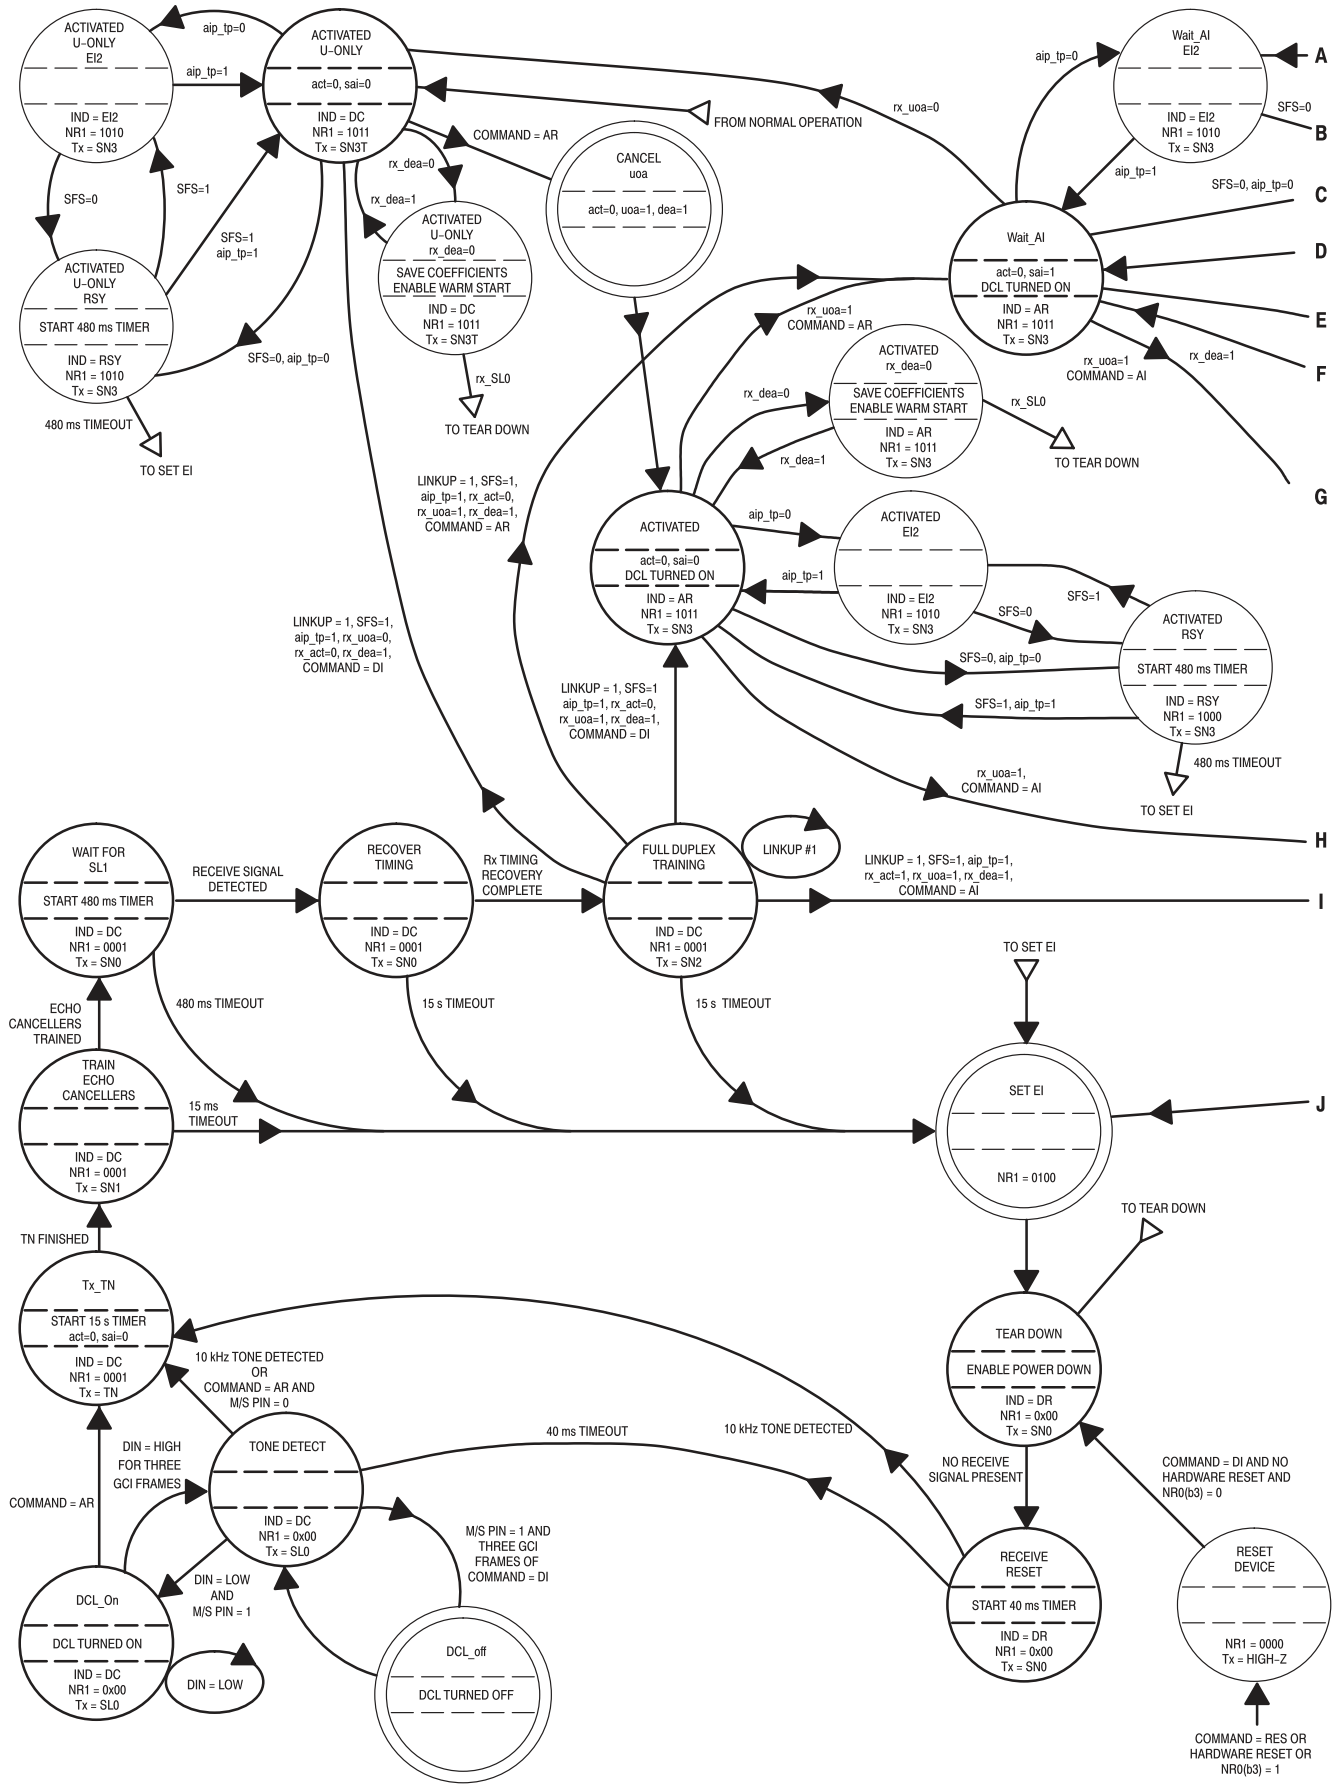 ACTIVATED
U-ONLY
EI2
IND = EI2
NR1 = 1010
Tx = SN3
aip_tp=0
aip_tp=1
ACTIVATED
U-ONLY
act=0, sai=0
IND = DC
NR1 = 1011
Tx = SN3T
FROM NORMAL OPERATION
COMMAND = AR
rx_dea=0
rx_dea=1
CANCEL
uoa
act=0, uoa=1, dea=1
rx_uoa=0
aip_tp=0
Wait_AI
EI2
IND = EI2
NR1 = 1010
Tx = SN3
A
SFS=0
B
aip_tp=1
SFS=0, aip_tp=0
C
SFS=0
SFS=1
SFS=1
aip_tp=1
ACTIVATED
U-ONLY
RSY
START 480 ms TIMER
IND = RSY
NR1 = 1010
Tx = SN3
480 ms TIMEOUT
TO SET EI
SFS=0, aip_tp=0
ACTIVATED
U-ONLY
rx_dea=0
SAVE COEFFICIENTS
ENABLE WARM START
IND = DC
NR1 = 1011
Tx = SN3T
rx_SL0
TO TEAR DOWN
Wait_AI
act=0, sai=1
DCL TURNED ON
IND = AR
NR1 = 1011
Tx = SN3
D
E
F
rx_uoa=1
COMMAND = AR
rx_uoa=1
COMMAND = AI
rx_dea=1
G
ACTIVATED
rx_dea=0
SAVE COEFFICIENTS
ENABLE WARM START
IND = AR
NR1 = 1011
Tx = SN3
rx_dea=0
rx_dea=1
rx_SL0
TO TEAR DOWN
LINKUP = 1, SFS=1,
aip_tp=1, rx_act=0,
rx_uoa=1, rx_dea=1,
COMMAND = AR
ACTIVATED
act=0, sai=0
DCL TURNED ON
IND = AR
NR1 = 1011
Tx = SN3
aip_tp=0
aip_tp=1
ACTIVATED
EI2
IND = EI2
NR1 = 1010
Tx = SN3
SFS=1
SFS=0
ACTIVATED
RSY
START 480 ms TIMER
IND = RSY
NR1 = 1000
Tx = SN3
SFS=0, aip_tp=0
SFS=1, aip_tp=1
480 ms TIMEOUT
TO SET EI
LINKUP = 1, SFS=1,
aip_tp=1, rx_uoa=0,
rx_act=0, rx_dea=1,
COMMAND = DI
LINKUP = 1, SFS=1
aip_tp=1, rx_act=0,
rx_uoa=1, rx_dea=1,
COMMAND = DI
rx_uoa=1,
COMMAND = AI
H
WAIT FOR
SL1
START 480 ms TIMER
IND = DC
NR1 = 0001
Tx = SN0
RECEIVE SIGNAL
DETECTED
RECOVER
TIMING
IND = DC
NR1 = 0001
Tx = SN0
Rx TIMING
RECOVERY
COMPLETE
FULL DUPLEX
TRAINING
IND = DC
NR1 = 0001
Tx = SN2
LINKUP #1
LINKUP = 1, SFS=1, aip_tp=1,
rx_act=1, rx_uoa=1, rx_dea=1,
COMMAND = AI
I
TO SET EI
ECHO
CANCELLERS
TRAINED
480 ms TIMEOUT
15 s TIMEOUT
15 s TIMEOUT
TRAIN
ECHO
CANCELLERS
IND = DC
NR1 = 0001
Tx = SN1
15 ms
TIMEOUT
SET EI
NR1 = 0100
J
TN FINISHED
Tx_TN
START 15 s TIMER
act=0, sai=0
IND = DC
NR1 = 0001
Tx = TN
TO TEAR DOWN
TEAR DOWN
ENABLE POWER DOWN
IND = DR
NR1 = 0x00
Tx = SN0
10 kHz TONE DETECTED
OR
COMMAND = AR AND
M/S PIN = 0
40 ms TIMEOUT
10 kHz TONE DETECTED
NO RECEIVE
SIGNAL PRESENT
COMMAND = DI AND NO
HARDWARE RESET AND
NR0(b3) = 0
DIN = HIGH
FOR THREE
GCI FRAMES
COMMAND = AR
TONE DETECT
IND = DC
NR1 = 0x00
Tx = SL0
M/S PIN = 1 AND
THREE GCI
FRAMES OF
COMMAND = DI
DIN = LOW
AND
M/S PIN = 1
DCL_On
DCL TURNED ON
IND = DC
NR1 = 0x00
Tx = SL0
DIN = LOW
DCL_off
DCL TURNED OFF
RECEIVE
RESET
START 40 ms TIMER
IND = DR
NR1 = 0x00
Tx = SN0
RESET
DEVICE
NR1 = 0000
Tx = HIGH-Z
COMMAND = RES OR
HARDWARE RESET OR
NR0(b3) = 1